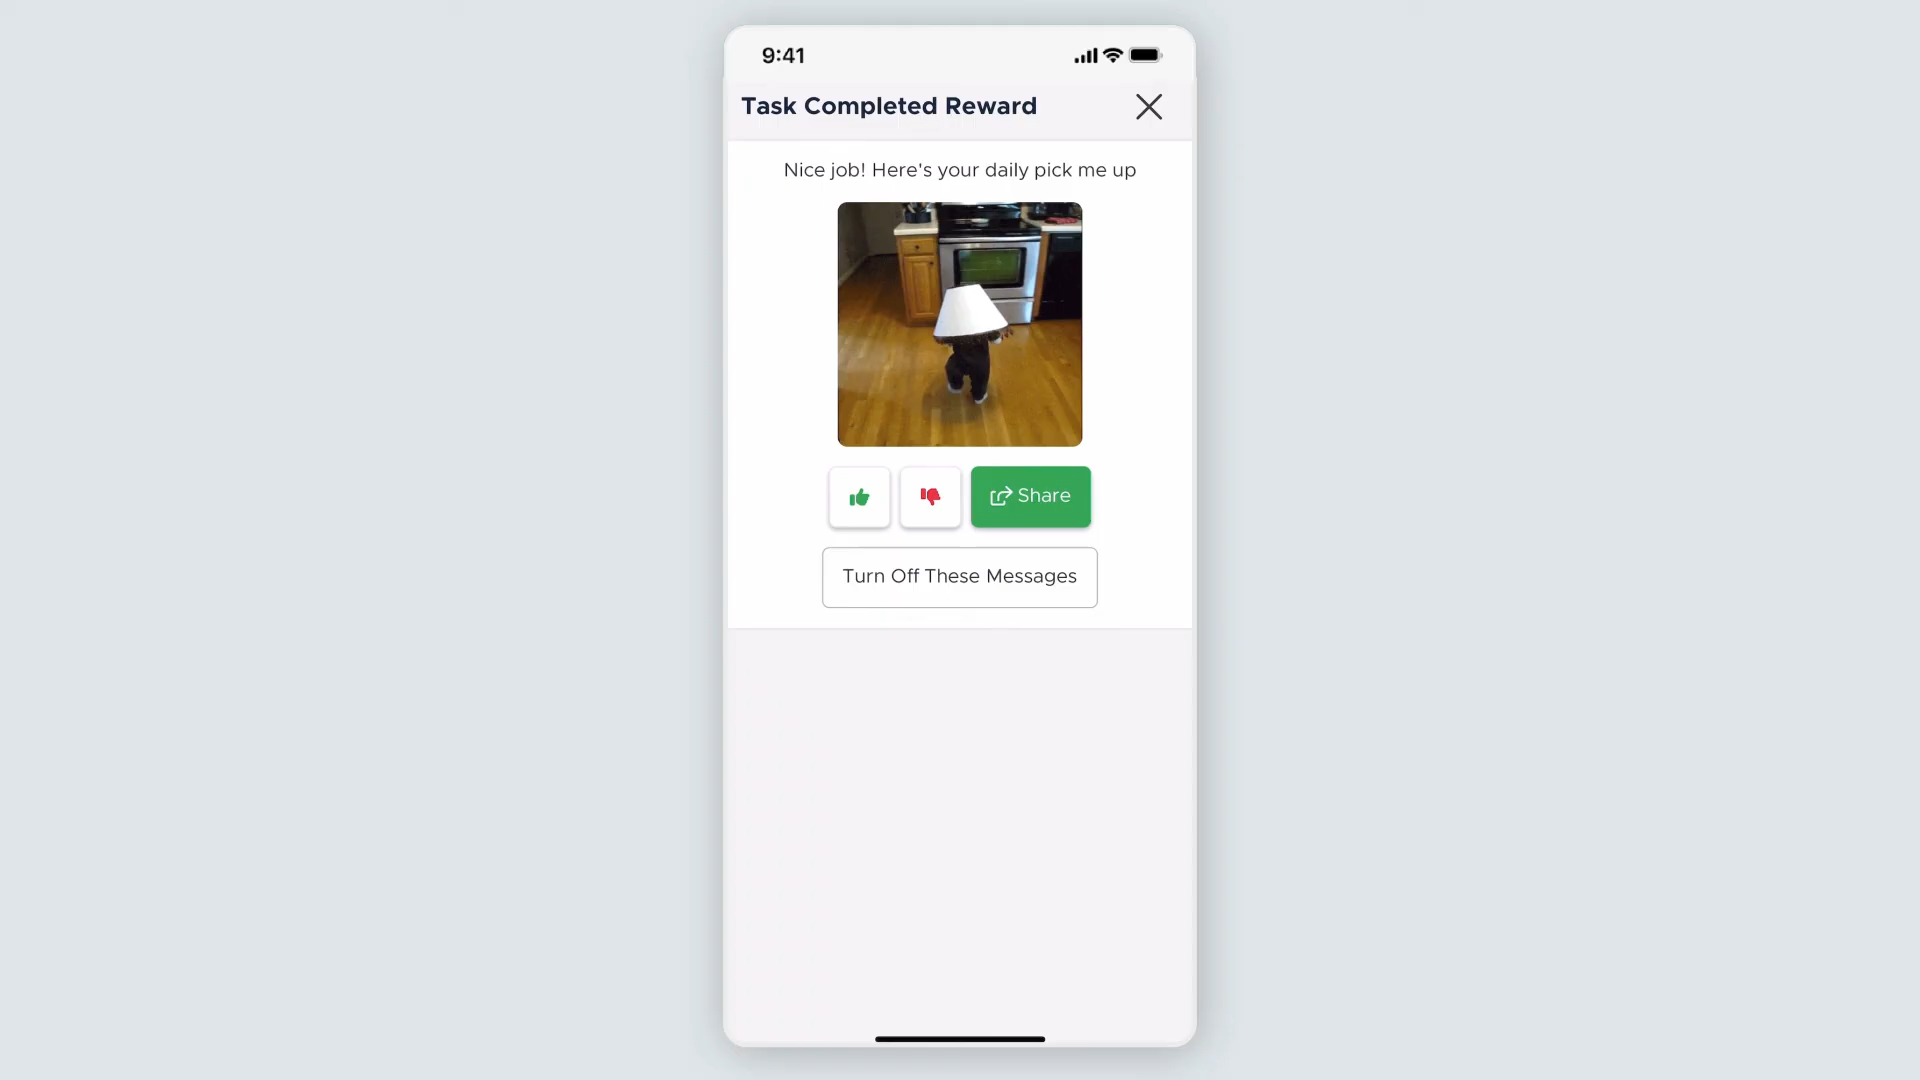 9:41
Task Completed Reward
Nice job! Here's your daily pick me up
Share
Turn Off These Messages